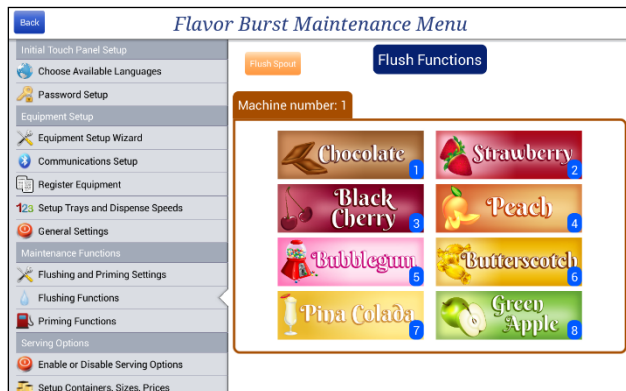 Back
Flavor Burst Maintenance Menu
Initial Touch Panel Setup
Choose Available Languages
Password Setup
Equipment Setup
Equipment Setup Wizard
Communications Setup
Register Equipment
123 Setup Trays and Dispense Speeds
General Settings
Maintenance Functions
Flushing and Priming Settings
Flushing Functions
Priming Functions
Serving Options
Enable or Disable Serving Options
Setup Containers, Sizes, Prices
Flush Spout
Flush Functions
Machine number: 1
Chocolate
1
Strawberry
2
Black
Cherry
3
Peach
4
Bubblegum
5
Butterscotch
6
Pina Colada
7
Green
Apple
8